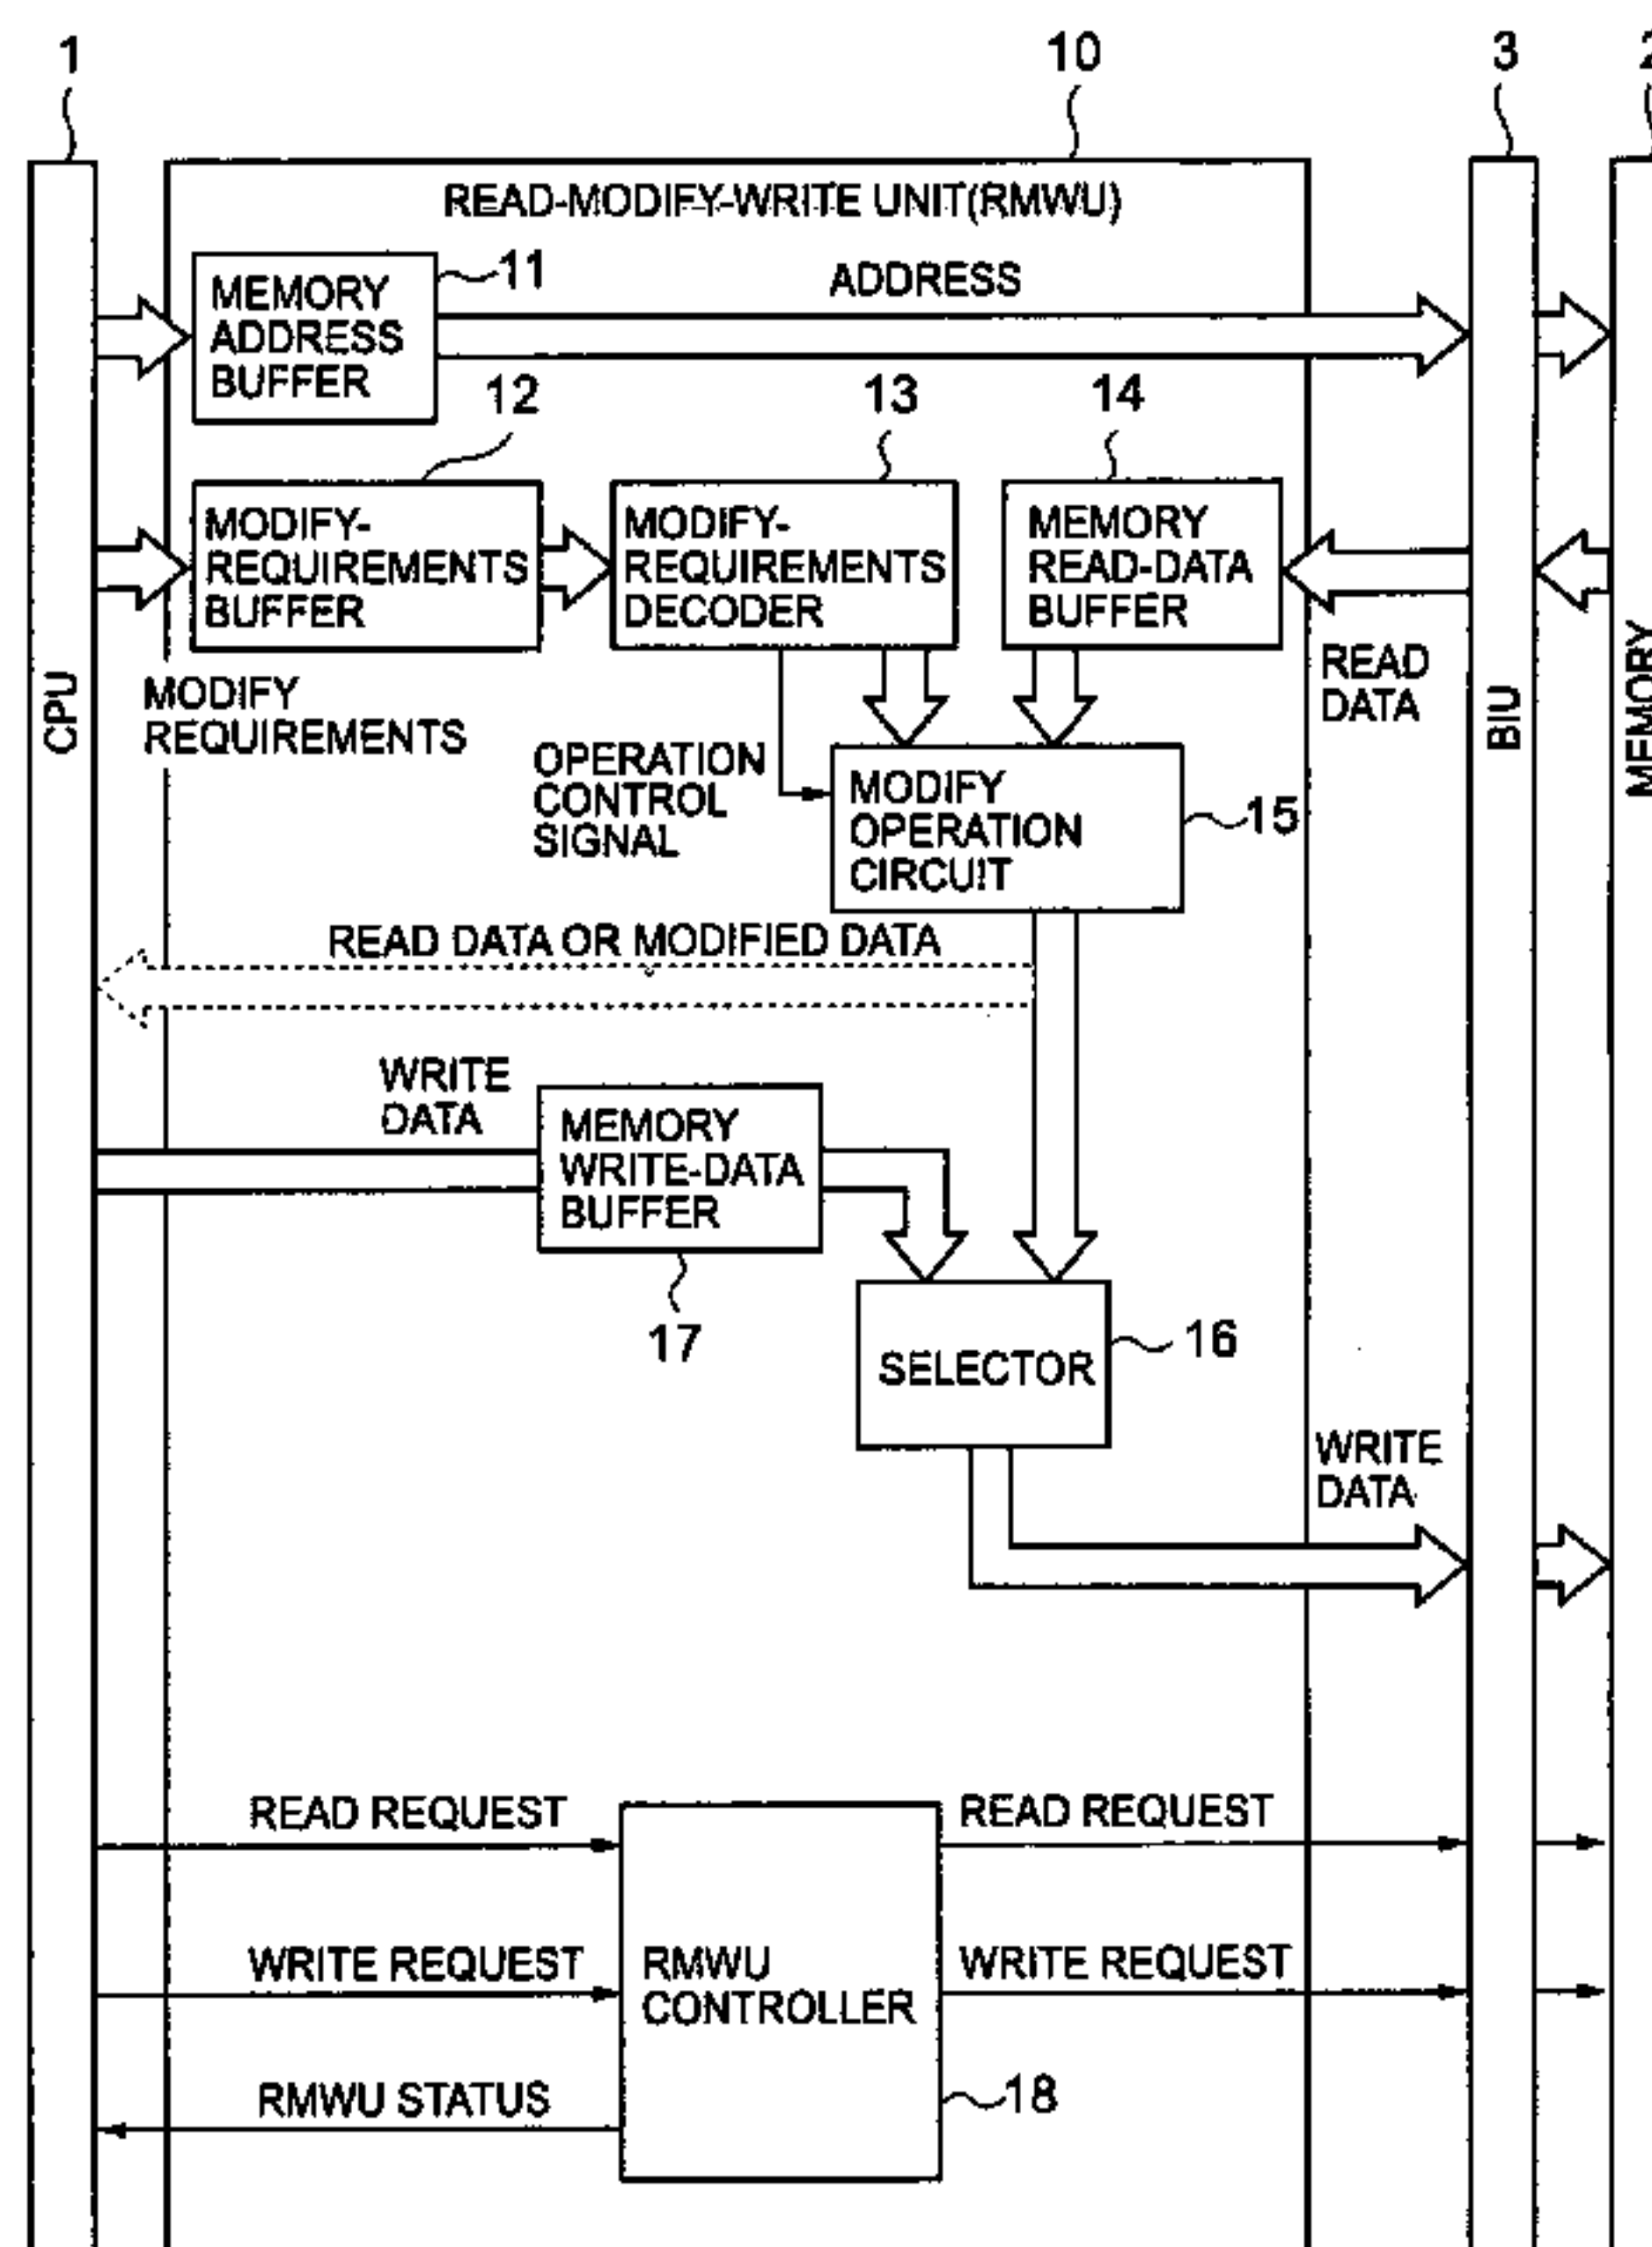 1
10
3
2
READ-MODIFY-WRITE UNIT(RMWU)
11
MEMORY
ADDRESS
BUFFER
ADDRESS
12
13
14
MODIFY-
REQUIREMENTS
BUFFER
MODIFY-
REQUIREMENTS
DECODER
MEMORY
READ-DATA
BUFFER
CPU
MODIFY
REQUIREMENTS
READ
DATA
BIU
MEMORY
OPERATION
CONTROL
SIGNAL
MODIFY
OPERATION
CIRCUIT
15
READ DATA OR MODIFIED DATA
WRITE
DATA
MEMORY
WRITE-DATA
BUFFER
17
SELECTOR
16
WRITE
DATA
READ REQUEST
READ REQUEST
WRITE REQUEST
RMWU
CONTROLLER
WRITE REQUEST
RMWU STATUS
18